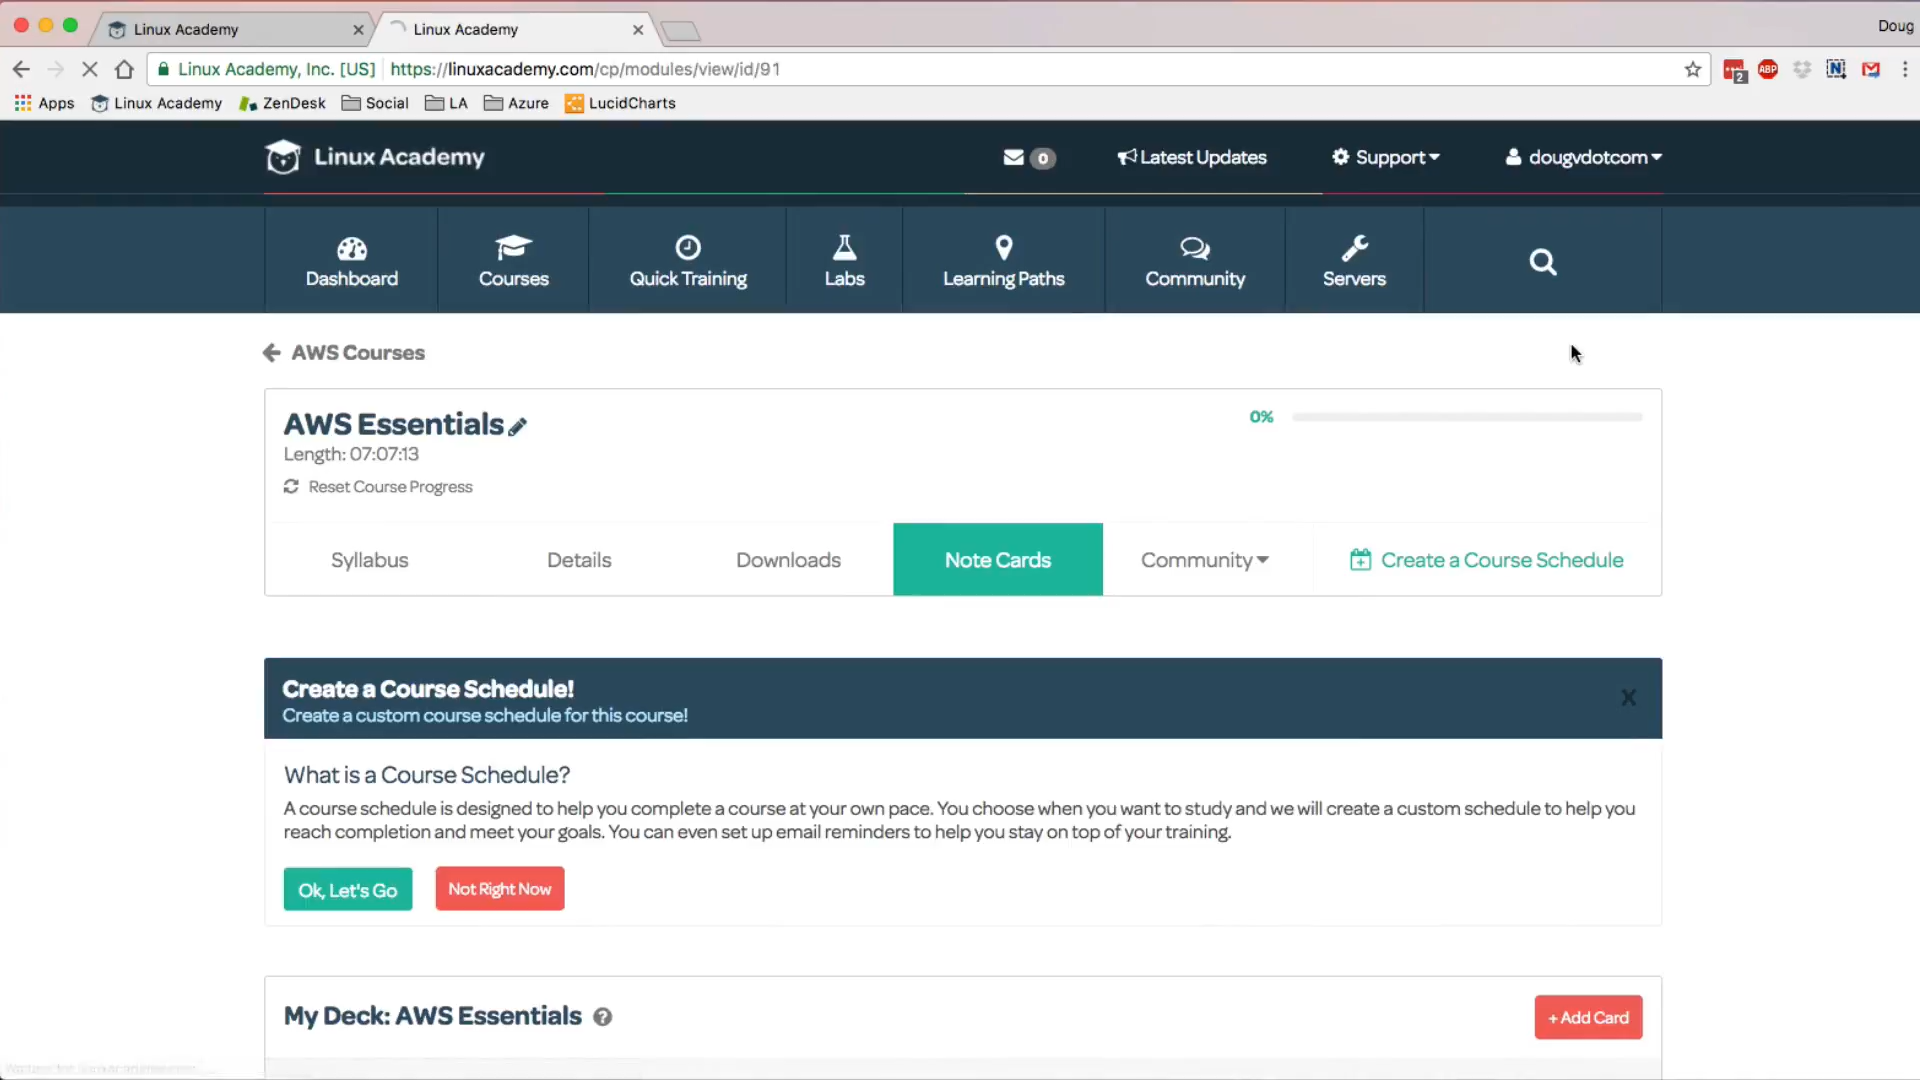 Linux Academy
Linux Academy
Doug
Linux Academy, Inc. [US] https://linuxacademy.com/cp/modules/view/id/91
2
ABP
N
Apps Linux Academy ZenDesk Social LA Azure LucidCharts
Linux Academy
0
Latest Updates
Support
dougvdotcom
Dashboard
Courses
Quick Training
Labs
Learning Paths
Community
Servers
AWS Courses
AWS Essentials
0%
Length: 07:07:13
Reset Course Progress
Syllabus
Details
Downloads
Note Cards
Community
Create a Course Schedule
Create a Course Schedule!
X
Create a custom course schedule for this course!
What is a Course Schedule?
A course schedule is designed to help you complete a course at your own pace. You choose when you want to study and we will create a custom schedule to help you
reach completion and meet your goals. You can even set up email reminders to help you stay on top of your training.
Ok, Let's Go
Not Right Now
My Deck: AWS Essentials ?
+ Add Card